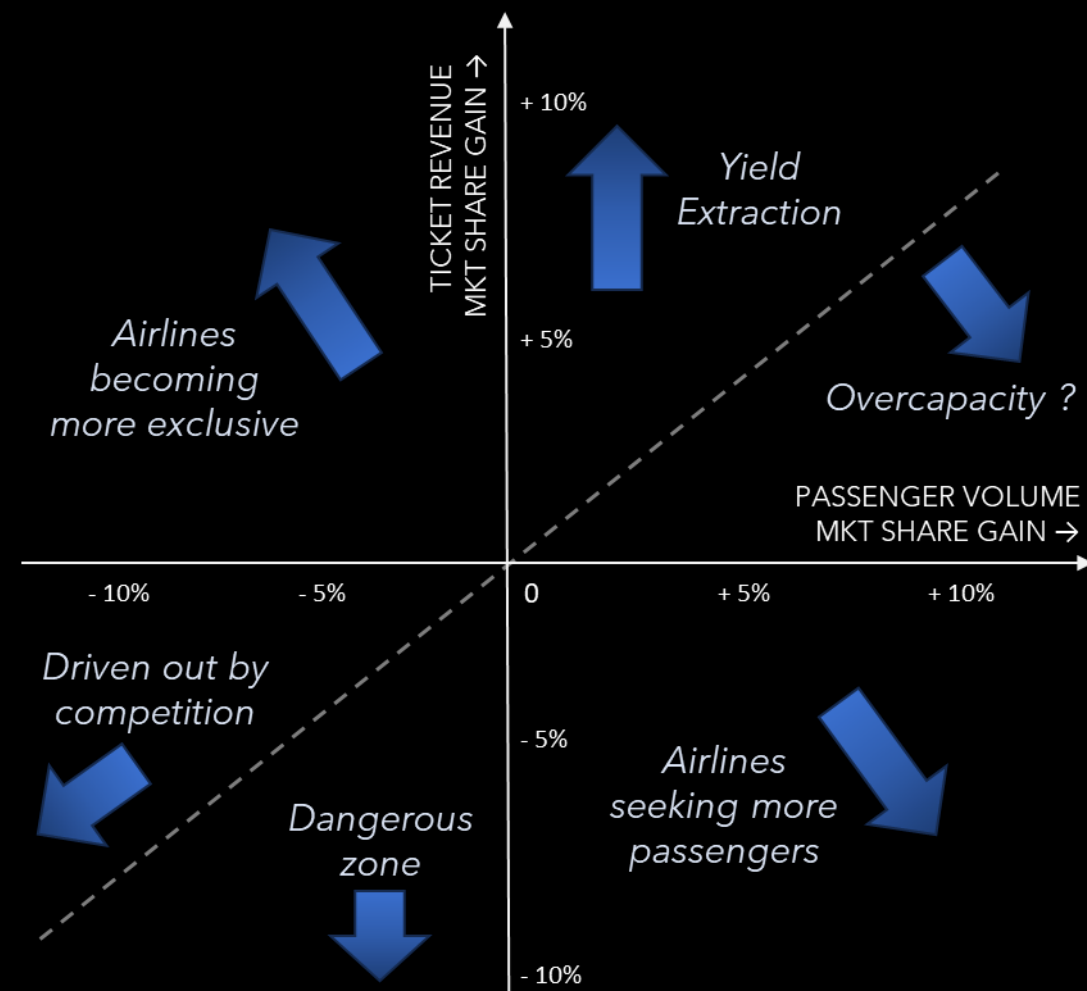 TICKET REVENUE
MKT SHARE GAIN →
+ 10%
Yield
Extraction
+ 5%
Airlines
becoming
more exclusive
Overcapacity ?
PASSENGER VOLUME
MKT SHARE GAIN →
- 10%
- 5%
0
+ 5%
+ 10%
Driven out by
competition
- 5%
Airlines
seeking more
passengers
Dangerous
zone
- 10%